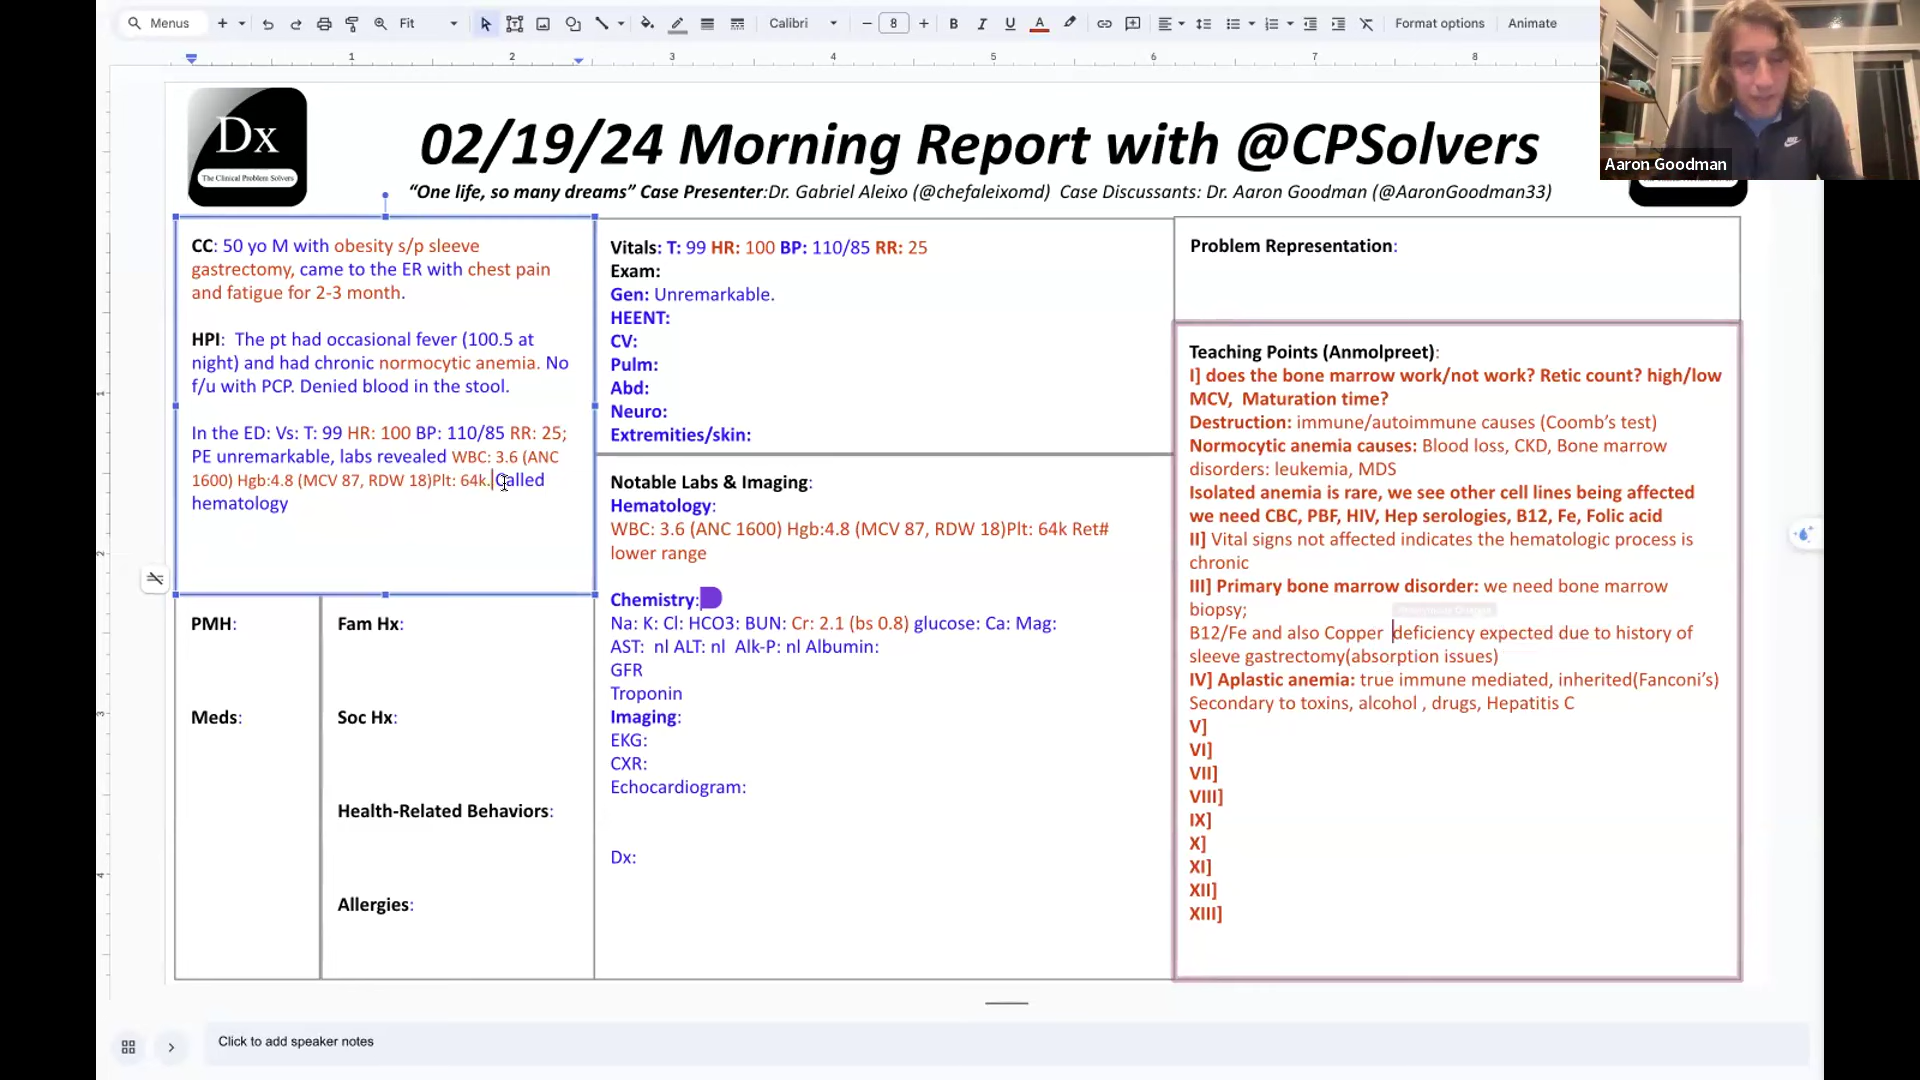 Menus
Fit
Calibri
8
Format options
Animate
1 2 3 4 5 6 7 8
Aaron Goodman
Dx
The Clinical Problem Solvers
02/19/24 Morning Report with @CPSolvers
“One life, so many dreams” Case Presenter:Dr. Gabriel Aleixo (@chefaleixomd) Case Discussants: Dr. Aaron Goodman (@AaronGoodman33)
CC: 50 yo M with obesity s/p sleeve
gastrectomy, came to the ER with chest pain
and fatigue for 2-3 month.
HPI: The pt had occasional fever (100.5 at
night) and had chronic normocytic anemia. No
f/u with PCP. Denied blood in the stool.
In the ED: Vs: T: 99 HR: 100 BP: 110/85 RR: 25;
PE unremarkable, labs revealed WBC: 3.6 (ANC
1600) Hgb:4.8 (MCV 87, RDW 18)Plt: 64k. Called
hematology
PMH:
Meds:
Fam Hx:
Soc Hx:
Health-Related Behaviors:
Allergies:
Vitals: T: 99 HR: 100 BP: 110/85 RR: 25
Exam:
Gen: Unremarkable.
HEENT:
CV:
Pulm:
Abd:
Neuro:
Extremities/skin:
Notable Labs & Imaging:
Hematology:
WBC: 3.6 (ANC 1600) Hgb:4.8 (MCV 87, RDW 18)Plt: 64k Ret#
lower range
Chemistry:
Na: K: Cl: HCO3: BUN: Cr: 2.1 (bs 0.8) glucose: Ca: Mag:
AST: nl ALT: nl Alk-P: nl Albumin:
GFR
Troponin
Imaging:
EKG:
CXR:
Echocardiogram:
Dx:
Problem Representation:
Teaching Points (Anmolpreet):
I] does the bone marrow work/not work? Retic count? high/low
MCV, Maturation time?
Destruction: immune/autoimmune causes (Coomb’s test)
Normocytic anemia causes: Blood loss, CKD, Bone marrow
disorders: leukemia, MDS
Isolated anemia is rare, we see other cell lines being affected
we need CBC, PBF, HIV, Hep serologies, B12, Fe, Folic acid
II] Vital signs not affected indicates the hematologic process is
chronic
III] Primary bone marrow disorder: we need bone marrow
biopsy;
B12/Fe and also Copper deficiency expected due to history of
sleeve gastrectomy(absorption issues)
IV] Aplastic anemia: true immune mediated, inherited(Fanconi’s)
Secondary to toxins, alcohol , drugs, Hepatitis C
V]
VI]
VII]
VIII]
IX]
X]
XI]
XII]
XIII]
1
2
3
4
Click to add speaker notes